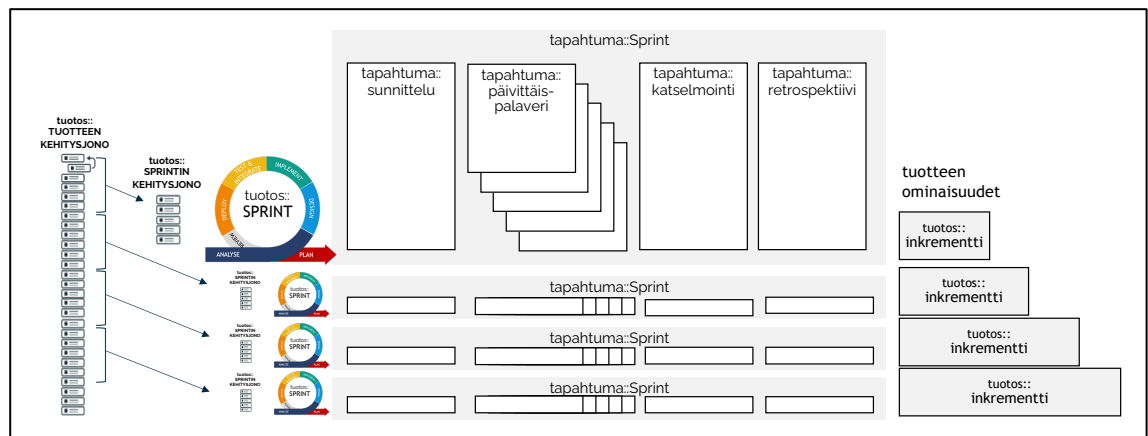 tapahtuma::Sprint
tapahtuma::
sunnittelu
tapahtuma::
päivittäis-
palaveri
tapahtuma::
katselmointi
tapahtuma::
retrospektiivi
tuotos::
TUOTTEEN
KEHITYSJONO
tuotos::
SPRINTIN
KEHITYSJONO
TEST &
INTEGRATE
IMPLEMENT
DESIGN
DEPLOY
tuotos::
SPRINT
ANALYSE
PLAN
tuotteen
ominaisuudet
tuotos::
inkrementti
tuotos::
SPRINTIN
KEHITYSJONO
tuotos::
SPRINT
tapahtuma::Sprint
tuotos::
inkrementti
tuotos::
SPRINTIN
KEHITYSJONO
tuotos::
SPRINT
tapahtuma::Sprint
tuotos::
inkrementti
tuotos::
SPRINTIN
KEHITYSJONO
tuotos::
SPRINT
tapahtuma::Sprint
tuotos::
inkrementti